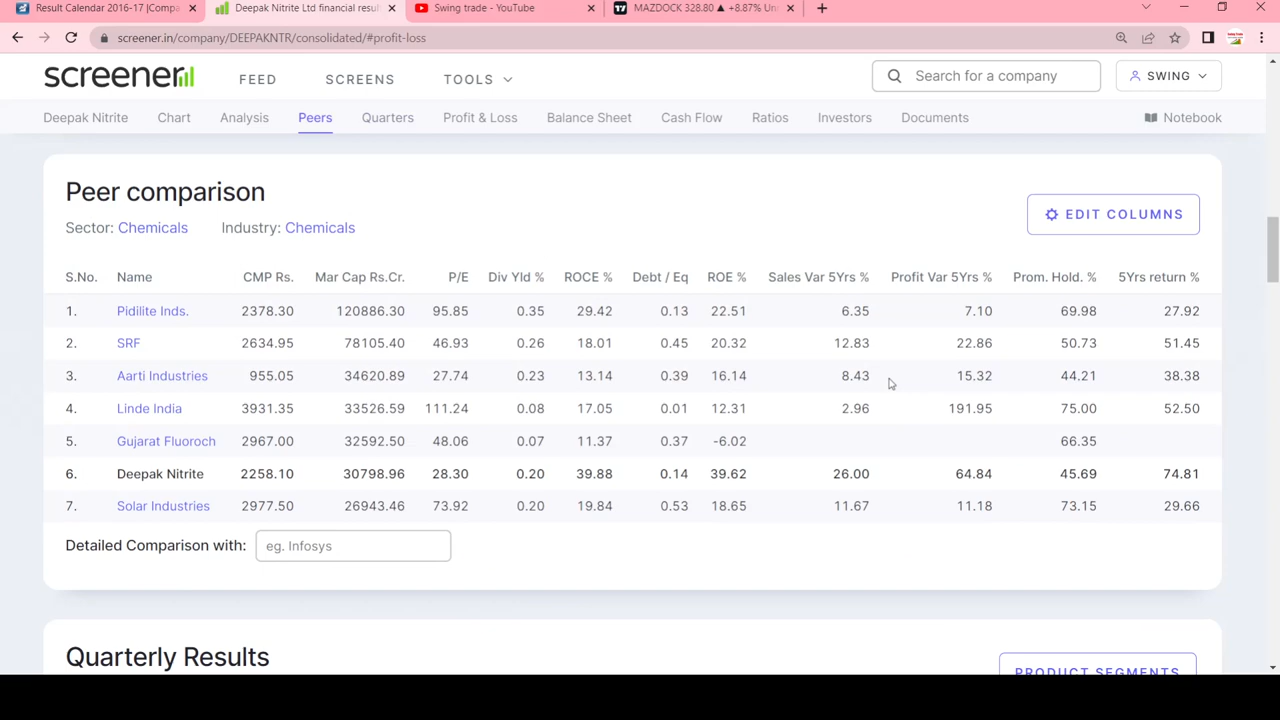 Result Calendar 2016-17 |Compa
Deepak Nitrite Ltd financial resul
Swing trade - YouTube
MAZDOCK 328.80 ▲ +8.87% Un
screener.in/company/DEEPAKNTR/consolidated/#profit-loss
screener
FEED SCREENS TOOLS
Search for a company
SWING
Deepak Nitrite Chart Analysis Peers Quarters Profit & Loss Balance Sheet Cash Flow Ratios Investors Documents Notebook
Peer comparison
EDIT COLUMNS
Sector: Chemicals Industry: Chemicals
S.No. Name CMP Rs. Mar Cap Rs.Cr. P/E Div Yld % ROCE % Debt / Eq ROE % Sales Var 5Yrs % Profit Var 5Yrs % Prom. Hold. % 5Yrs return %
1. Pidilite Inds. 2378.30 120886.30 95.85 0.35 29.42 0.13 22.51 6.35 7.10 69.98 27.92
2. SRF 2634.95 78105.40 46.93 0.26 18.01 0.45 20.32 12.83 22.86 50.73 51.45
3. Aarti Industries 955.05 34620.89 27.74 0.23 13.14 0.39 16.14 8.43 15.32 44.21 38.38
4. Linde India 3931.35 33526.59 111.24 0.08 17.05 0.01 12.31 2.96 191.95 75.00 52.50
5. Gujarat Fluoroch 2967.00 32592.50 48.06 0.07 11.37 0.37 -6.02 66.35
6. Deepak Nitrite 2258.10 30798.96 28.30 0.20 39.88 0.14 39.62 26.00 64.84 45.69 74.81
7. Solar Industries 2977.50 26943.46 73.92 0.20 19.84 0.53 18.65 11.67 11.18 73.15 29.66
Detailed Comparison with: eg. Infosys
Quarterly Results
PRODUCT SEGMENTS